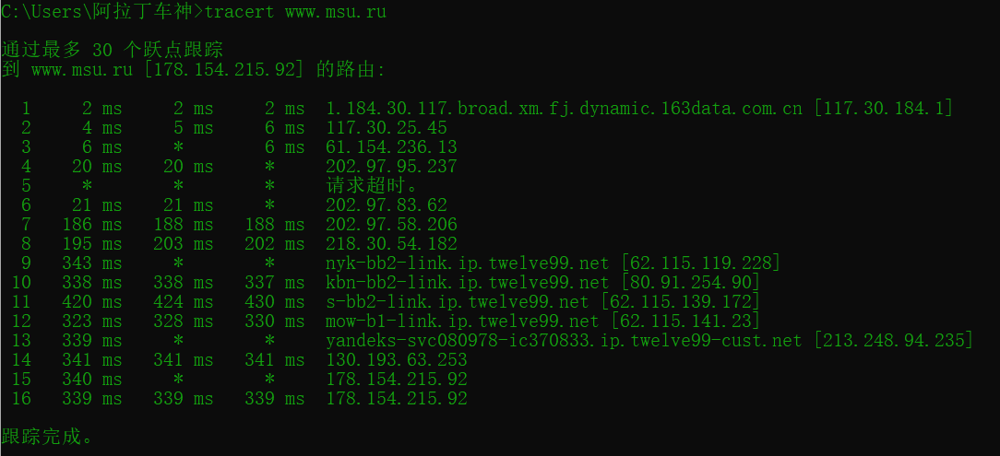 C:\Users\阿拉丁车神>tracert www.msu.ru
通过最多 30 个跃点跟踪
到 www.msu.ru [178.154.215.92] 的路由:
1 2 ms 2 ms 2 ms 1.184.30.117.broad.xm.fj.dynamic.163data.com.cn [117.30.184.1]
2 4 ms 5 ms 6 ms 117.30.25.45
3 6 ms * 6 ms 61.154.236.13
4 20 ms 20 ms * 202.97.95.237
5 * * * 请求超时。
6 21 ms 21 ms * 202.97.83.62
7 186 ms 188 ms 188 ms 202.97.58.206
8 195 ms 203 ms 202 ms 218.30.54.182
9 343 ms * * nyk-bb2-link.ip.twelve99.net [62.115.119.228]
10 338 ms 338 ms 337 ms kbn-bb2-link.ip.twelve99.net [80.91.254.90]
11 420 ms 424 ms 430 ms s-bb2-link.ip.twelve99.net [62.115.139.172]
12 323 ms 328 ms 330 ms mow-b1-link.ip.twelve99.net [62.115.141.23]
13 339 ms * * yandeks-svc080978-ic370833.ip.twelve99-cust.net [213.248.94.235]
14 341 ms 341 ms 341 ms 130.193.63.253
15 340 ms * * 178.154.215.92
16 339 ms 339 ms 339 ms 178.154.215.92
跟踪完成。